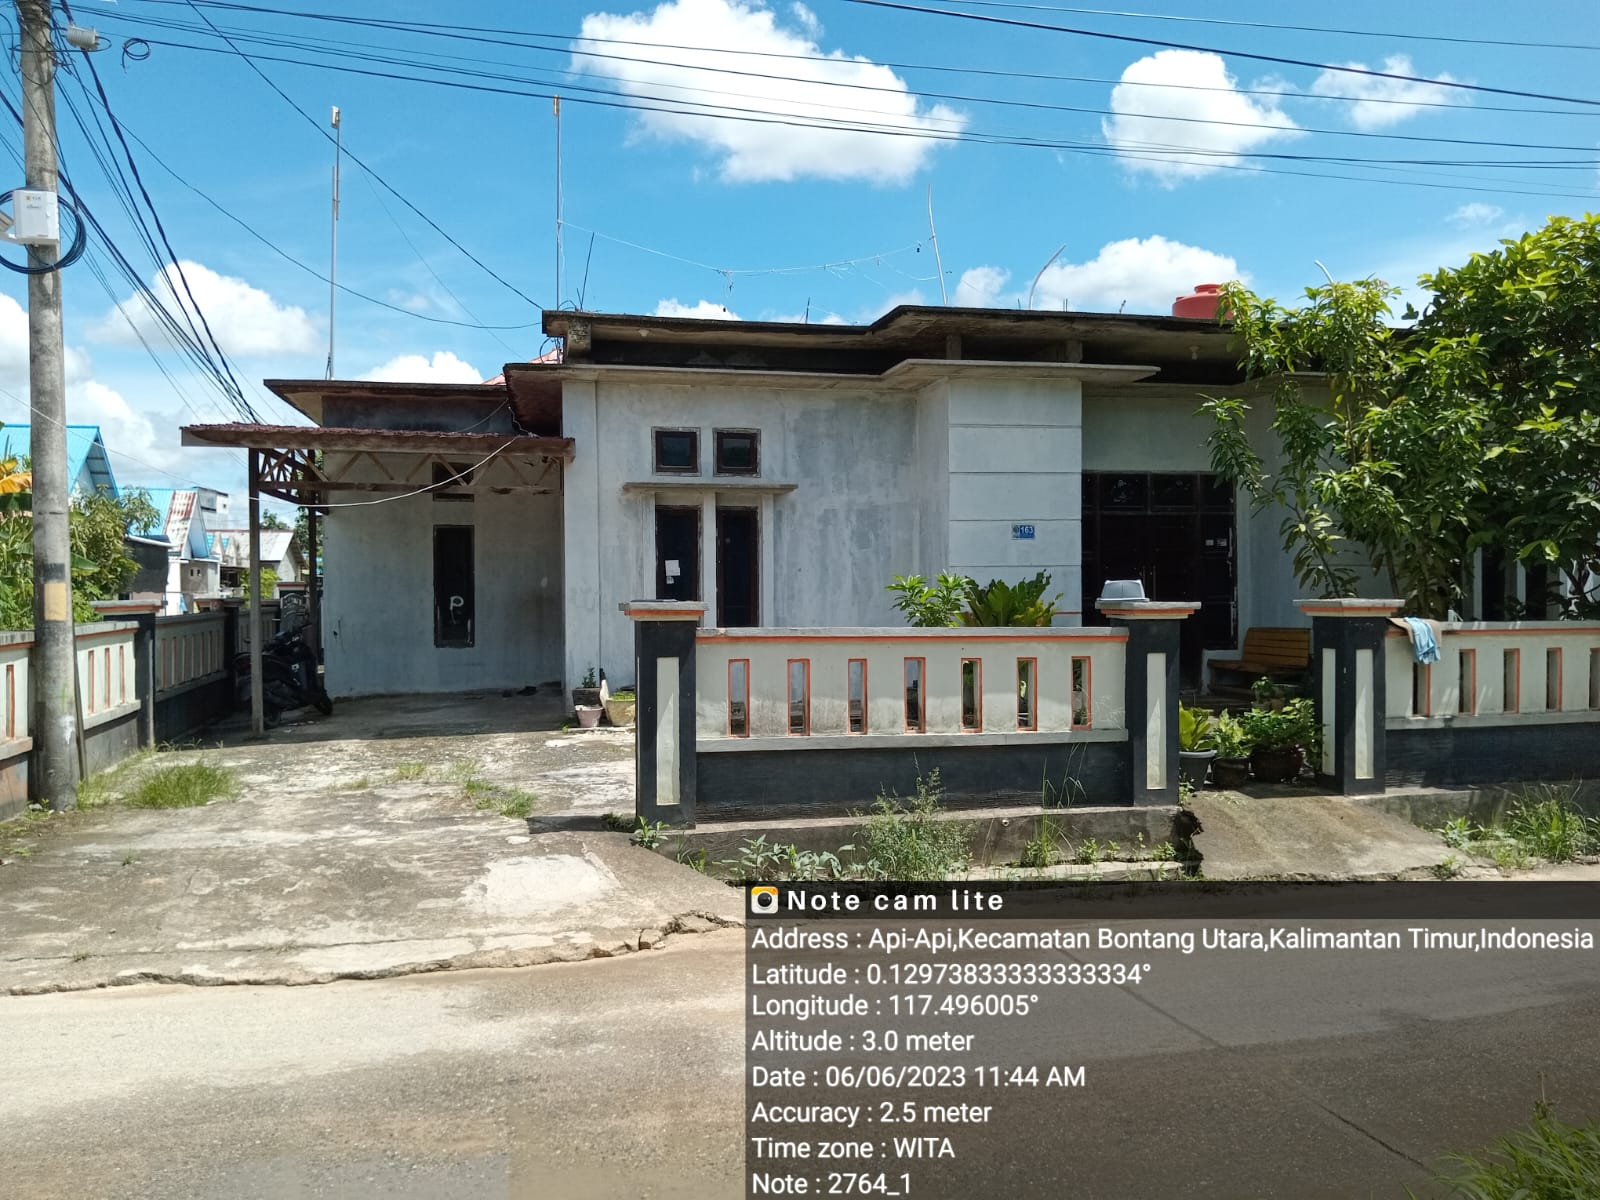 163
P
Note cam lite
Address : Api-Api,Kecamatan Bontang Utara,Kalimantan Timur,Indonesia
Latitude : 0.12973833333333334°
Longitude : 117.496005°
Altitude : 3.0 meter
Date : 06/06/2023 11:44 AM
Accuracy : 2.5 meter
Time zone : WITA
Note : 2764_1